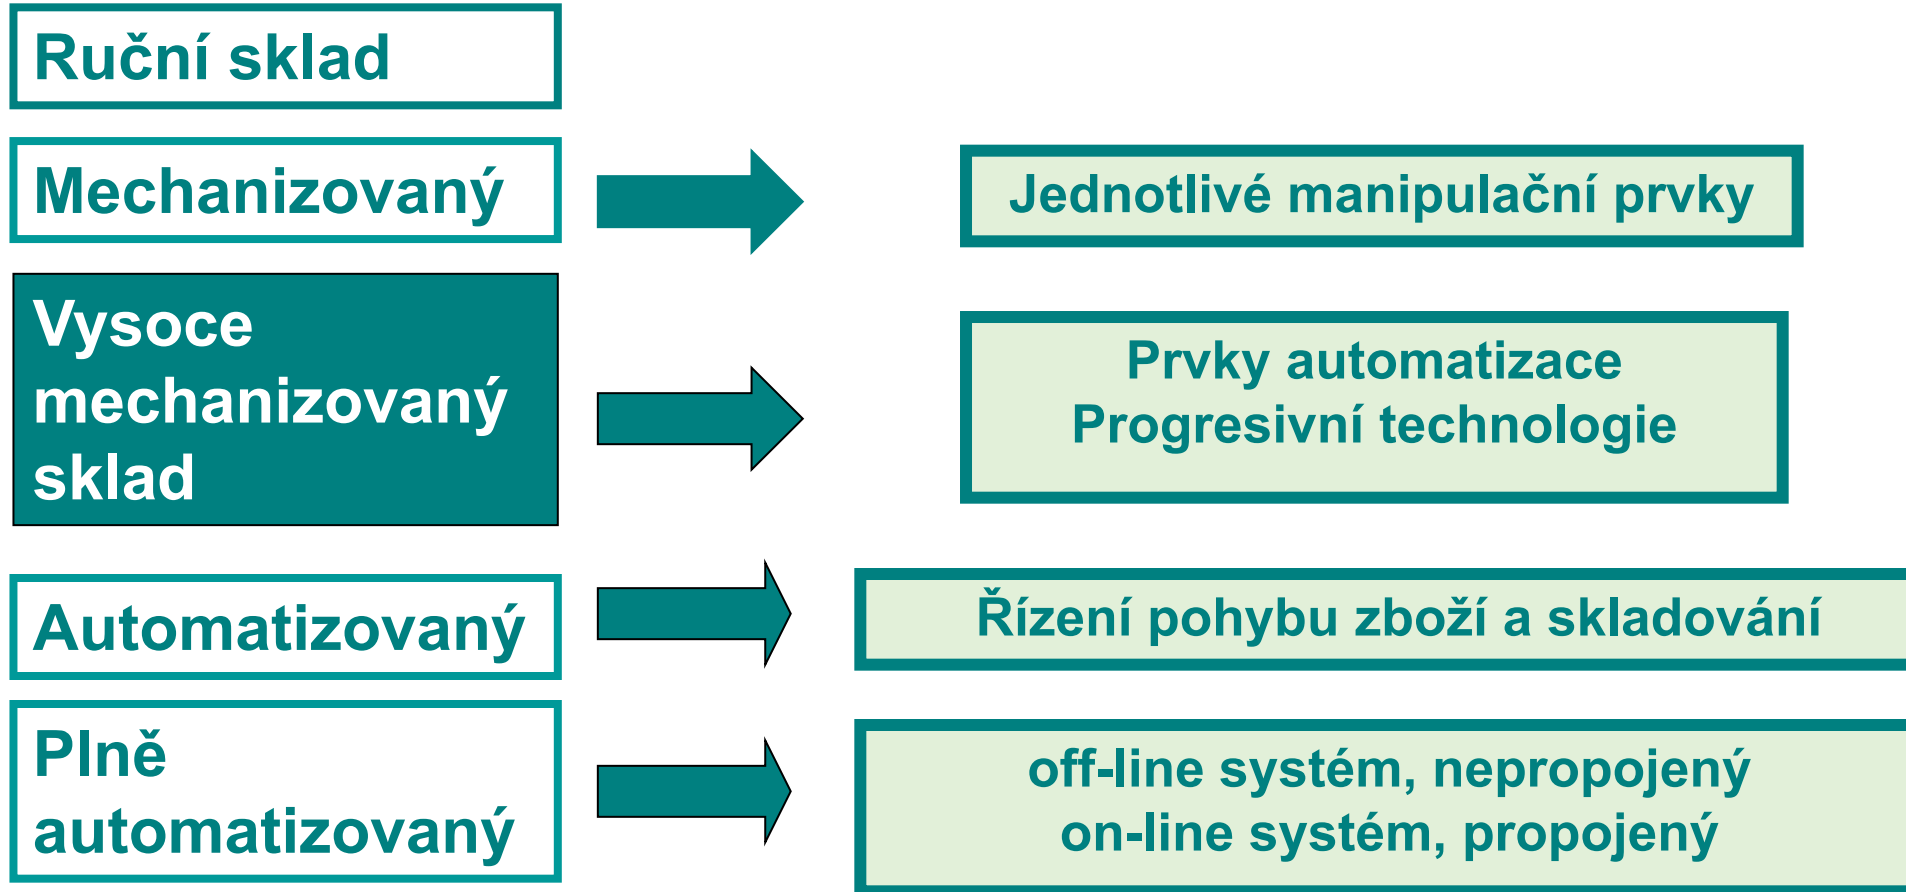 Ruční sklad
Mechanizovaný
Jednotlivé manipulační prvky
Vysoce
mechanizovaný
sklad
Prvky automatizace
Progresivní technologie
Automatizovaný
Řízení pohybu zboží a skladování
Plně
automatizovaný
off-line systém, nepropojený
on-line systém, propojený